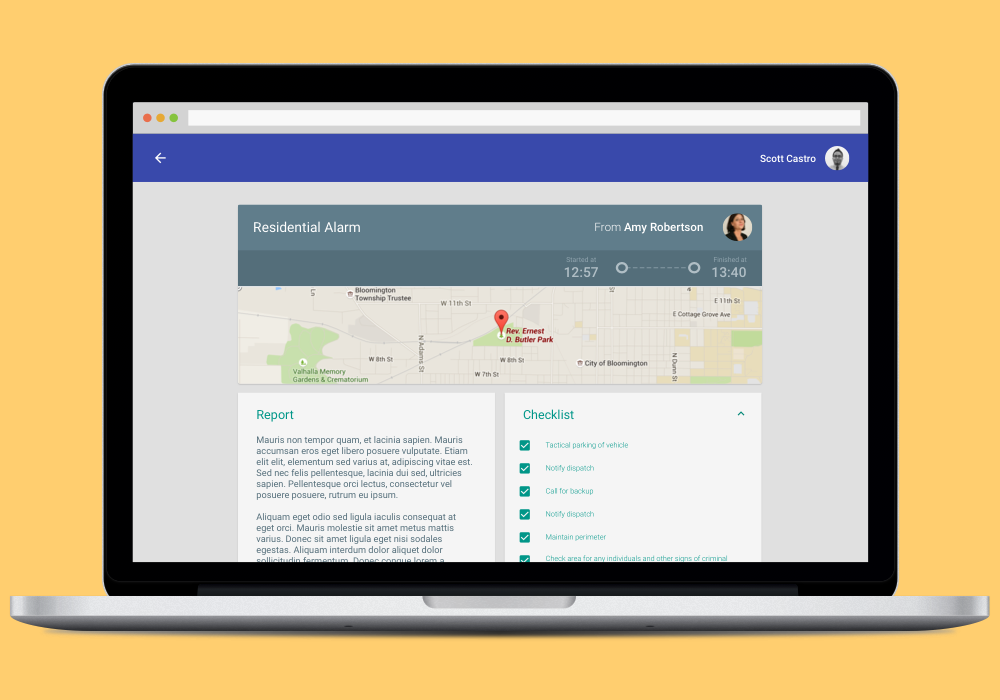 Scott Castro
Residential Alarm
From Amy Robertson
Started at
12:57
Finished at
13:40
Bloomington
Township Trustee
Ln
W 11th St
E 11th St
E Cottage Grove Ave
Rev. Ernest
D. Butler Park
N Adams St
W 8th St
W 8th St
City of Bloomington
N Dunn St
Valhalla Memory
Gardens & Crematorium
W 7th St
Report
Mauris non tempor quam, et lacinia sapien. Mauris
accumsan eros eget libero posuere vulputate. Etiam
elit elit, elementum sed varius at, adipiscing vitae est.
Sed nec felis pellentesque, lacinia dui sed, ultricies
sapien. Pellentesque orci lectus, consectetur vel
posuere posuere, rutrum eu ipsum.
Aliquam eget odio sed ligula iaculis consequat at
eget orci. Mauris molestie sit amet metus mattis
varius. Donec sit amet ligula eget nisi sodales
egestas. Aliquam interdum dolor aliquet dolor
sollicitudin fermentum. Donec congue lorem a
Checklist
Tactical parking of vehicle
Notify dispatch
Call for backup
Notify dispatch
Maintain perimeter
Check area for any individuals and other signs of criminal